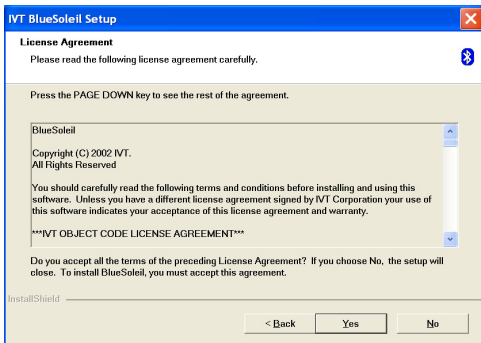 IVT BlueSoleil Setup
License Agreement
Please read the following license agreement carefully.
Press the PAGE DOWN key to see the rest of the agreement.
BlueSoleil
Copyright (C) 2002 IVT.
All Rights Reserved
You should carefully read the following terms and conditions before installing and using this
software. Unless you have a different license agreement signed by IVT Corporation your use of
this software indicates your acceptance of this license agreement and warranty.
***IVT OBJECT CODE LICENSE AGREEMENT***
Do you accept all the terms of the preceding License Agreement? If you choose No, the setup will
close. To install BlueSoleil, you must accept this agreement.
InstallShield
< Back Yes No